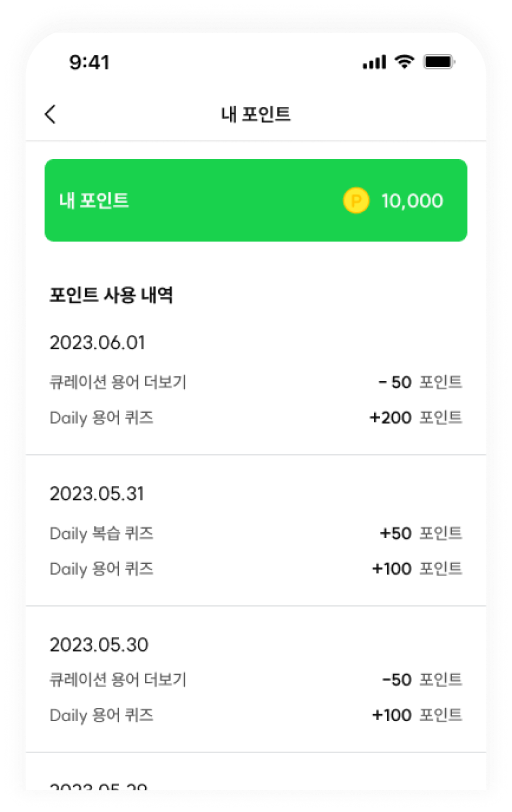 9:41
내 포인트
내 포인트 P 10,000
포인트 사용 내역
2023.06.01
큐레이션 용어 더보기 - 50 포인트
Daily 용어 퀴즈 +200 포인트
2023.05.31
Daily 복습 퀴즈 +50 포인트
Daily 용어 퀴즈 +100 포인트
2023.05.30
큐레이션 용어 더보기 -50 포인트
Daily 용어 퀴즈 +100 포인트
2023.05.29